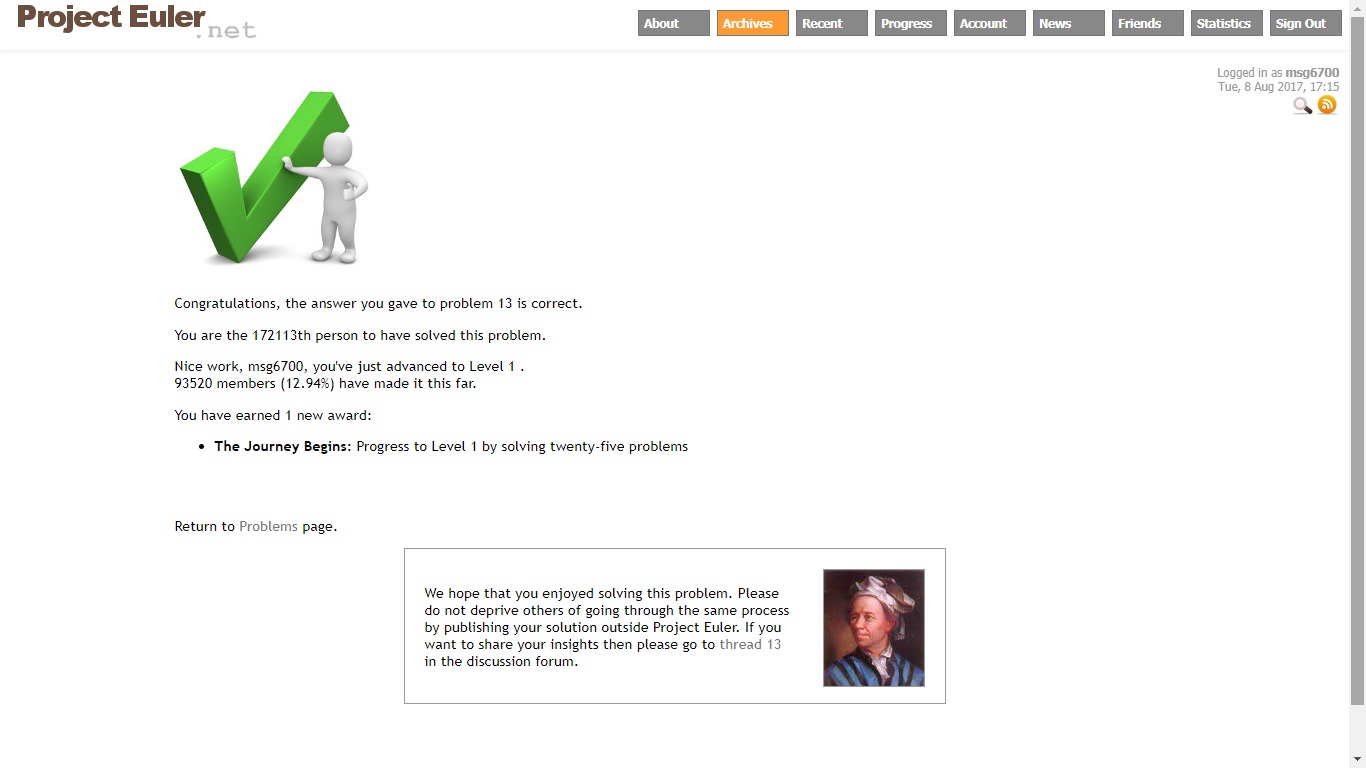 Project Euler
.net
About
Archives
Recent
Progress
Account
News
Friends
Statistics
Sign Out
Logged in as msg6700
Tue, 8 Aug 2017, 17:15
Congratulations, the answer you gave to problem 13 is correct.
You are the 172113th person to have solved this problem.
Nice work, msg6700, you've just advanced to Level 1 .
93520 members (12.94%) have made it this far.
You have earned 1 new award:
• The Journey Begins: Progress to Level 1 by solving twenty-five problems
Return to Problems page.
We hope that you enjoyed solving this problem. Please
do not deprive others of going through the same process
by publishing your solution outside Project Euler. If you
want to share your insights then please go to thread 13
in the discussion forum.